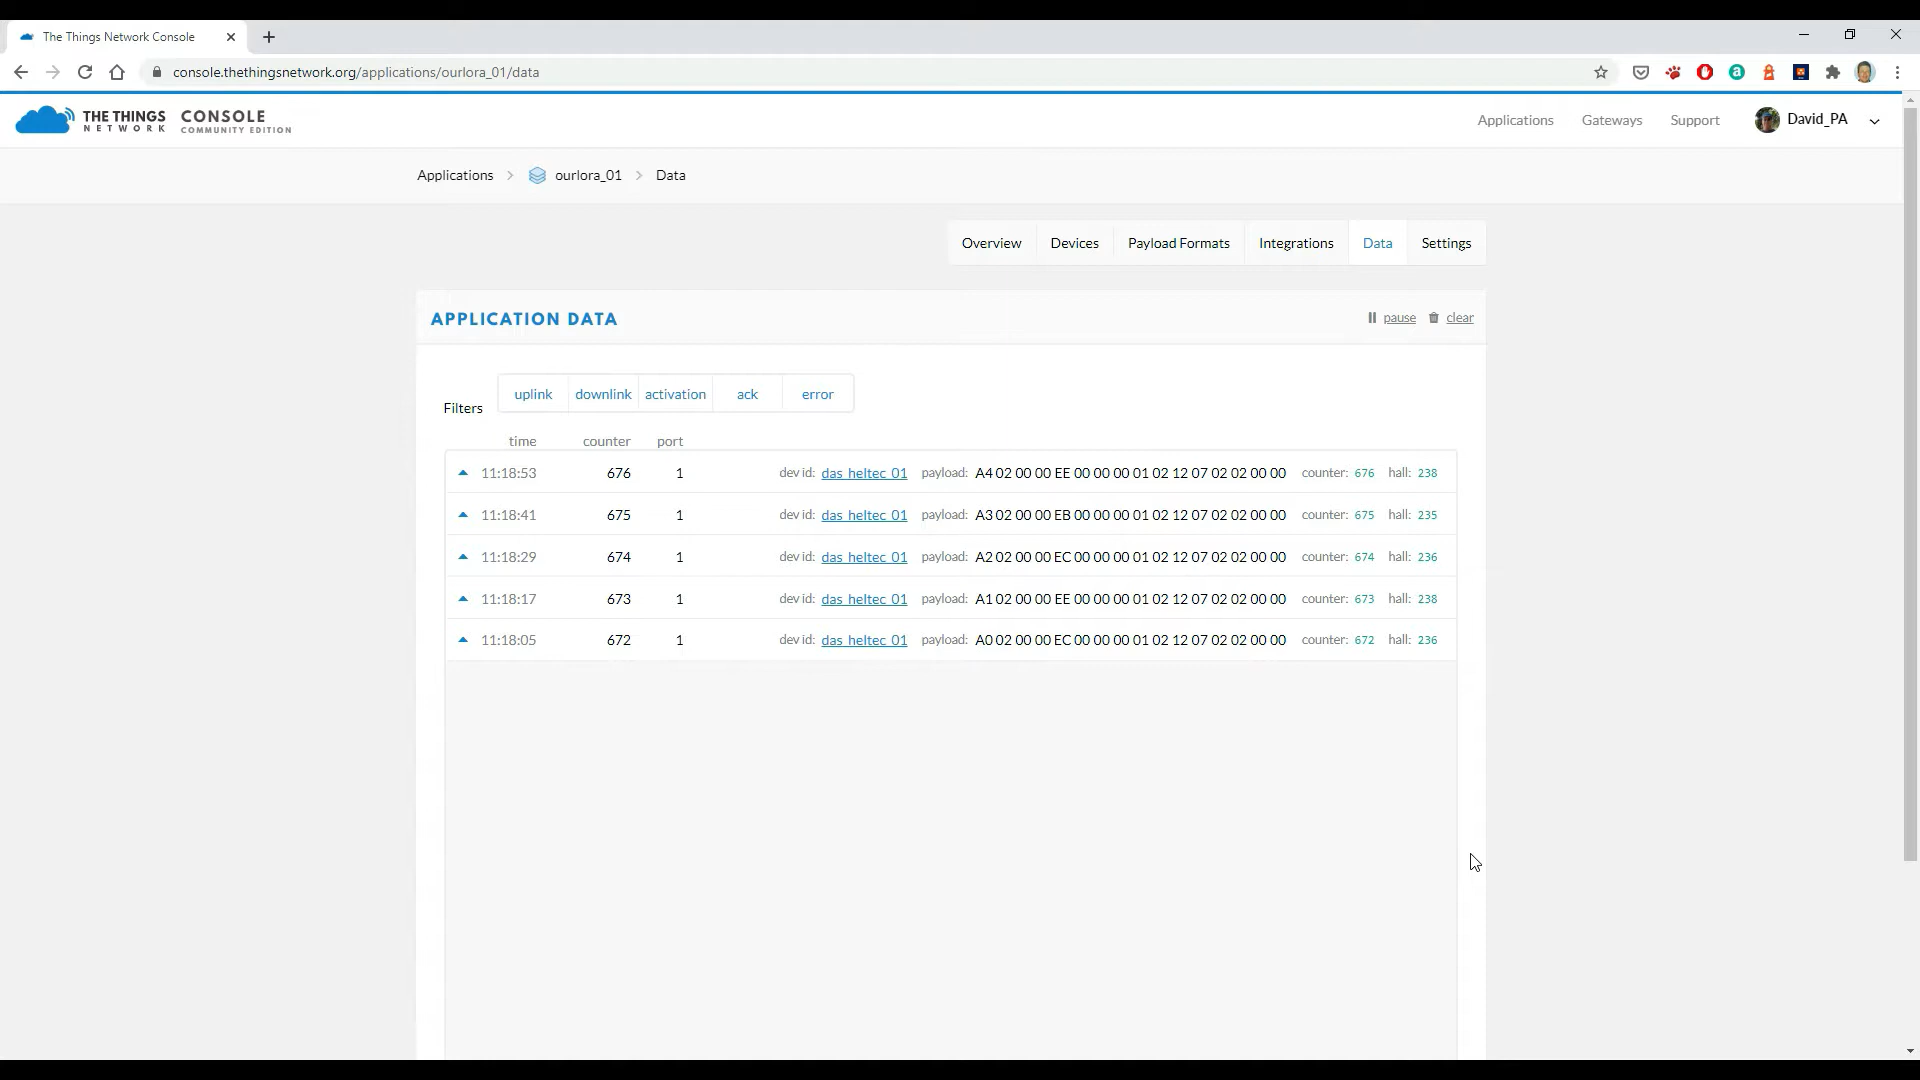 The Things Network Console
console.thethingsnetwork.org/applications/ourlora_01/data
THE THINGS NETWORK CONSOLE COMMUNITY EDITION
Applications Gateways Support David_PA
Applications ourlora_01 Data
Overview Devices Payload Formats Integrations Data Settings
APPLICATION DATA pause clear
Filters uplink downlink activation ack error
time counter port
11:18:53 676 1 dev id: das_heltec_01 payload: A4 02 00 00 EE 00 00 00 01 02 12 07 02 02 00 00 counter: 676 hall: 238
11:18:41 675 1 dev id: das_heltec_01 payload: A3 02 00 00 EB 00 00 00 01 02 12 07 02 02 00 00 counter: 675 hall: 235
11:18:29 674 1 dev id: das_heltec_01 payload: A2 02 00 00 EC 00 00 00 01 02 12 07 02 02 00 00 counter: 674 hall: 236
11:18:17 673 1 dev id: das_heltec_01 payload: A1 02 00 00 EE 00 00 00 01 02 12 07 02 02 00 00 counter: 673 hall: 238
11:18:05 672 1 dev id: das_heltec_01 payload: A0 02 00 00 EC 00 00 00 01 02 12 07 02 02 00 00 counter: 672 hall: 236